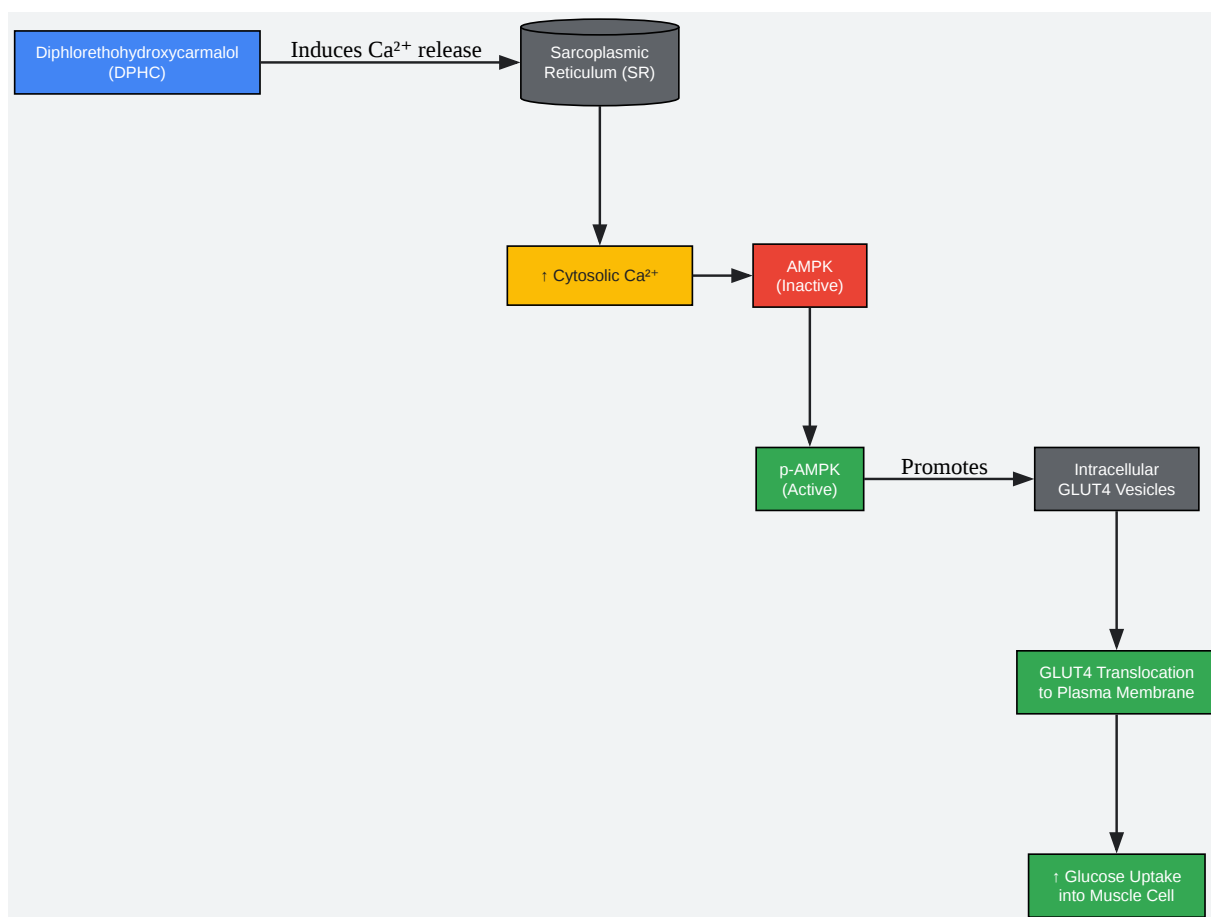 Diphlorethohydroxycarmalol
(DPHC)
Induces Ca²⁺ release
Sarcoplasmic
Reticulum (SR)
↑ Cytosolic Ca²⁺
AMPK
(Inactive)
p-AMPK
(Active)
Promotes
Intracellular
GLUT4 Vesicles
GLUT4 Translocation
to Plasma Membrane
↑ Glucose Uptake
into Muscle Cell